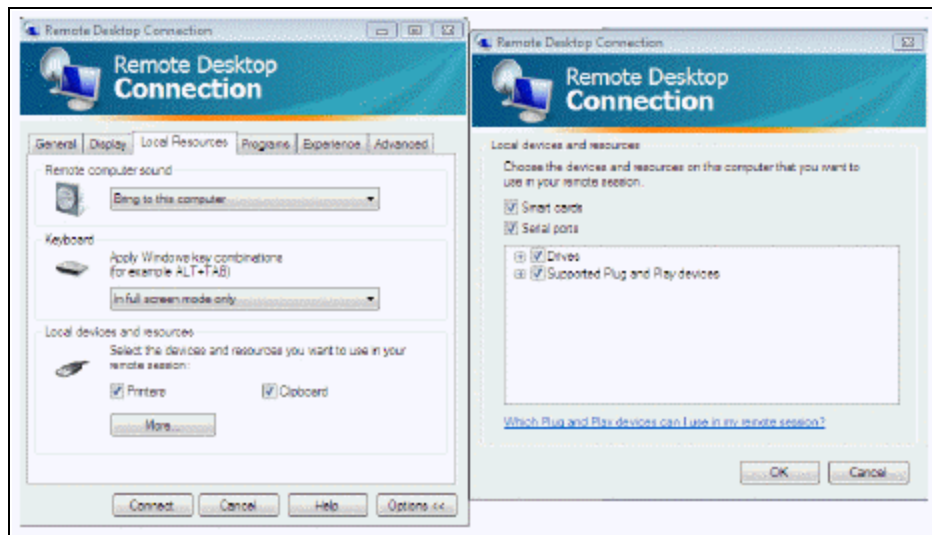 Remote Desktop Connection
Remote Desktop
Connection
General Display Local Resources Programs Experience Advanced
Remote computer sound
Bring to this computer
Keyboard
Apply Windows key combinations
(for example ALT+TAB)
In full screen mode only
Local devices and resources
Select the devices and resources you want to use in your
remote session:
Printers Clipboard
More...
Connect Cancel Help Options <<
Remote Desktop Connection
Remote Desktop
Connection
Local devices and resources
Choose the devices and resources on this computer that you want to
use in your remote session.
Smart cards
Serial ports
Drives
Supported Plug and Play devices
Which Plug and Play devices can I use in my remote session?
OK Cancel